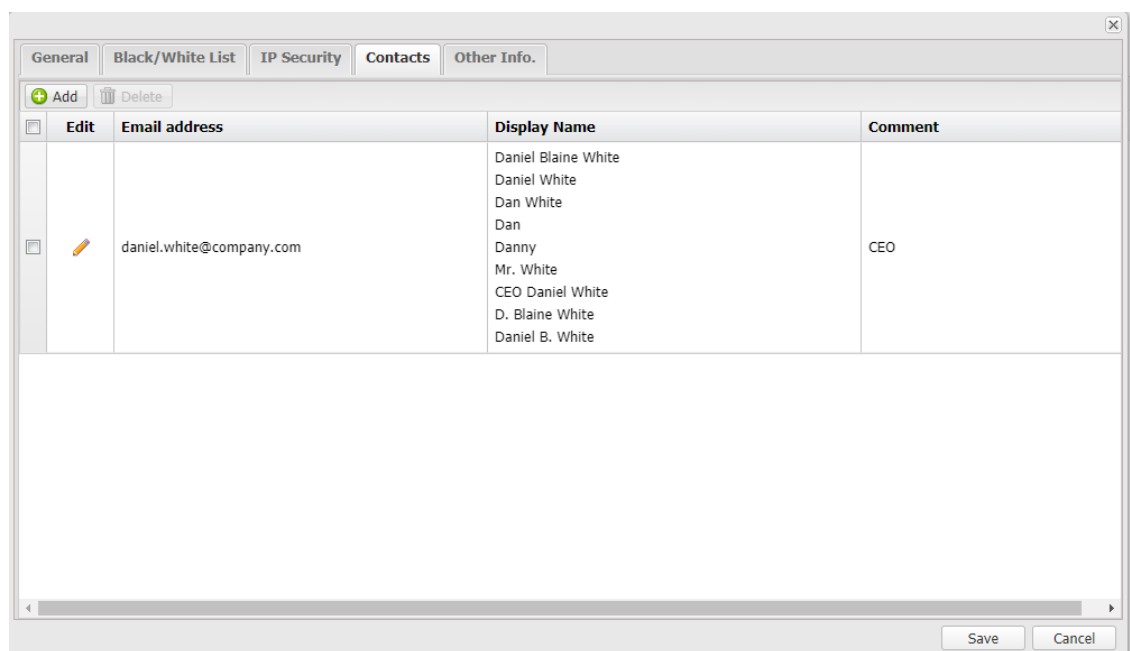 General Black/White List IP Security Contacts Other Info.
Add Delete
Edit Email address Display Name Comment
Daniel Blaine White
Daniel White
Dan White
Dan
daniel.white@company.com Danny CEO
Mr. White
CEO Daniel White
D. Blaine White
Daniel B. White
Save Cancel